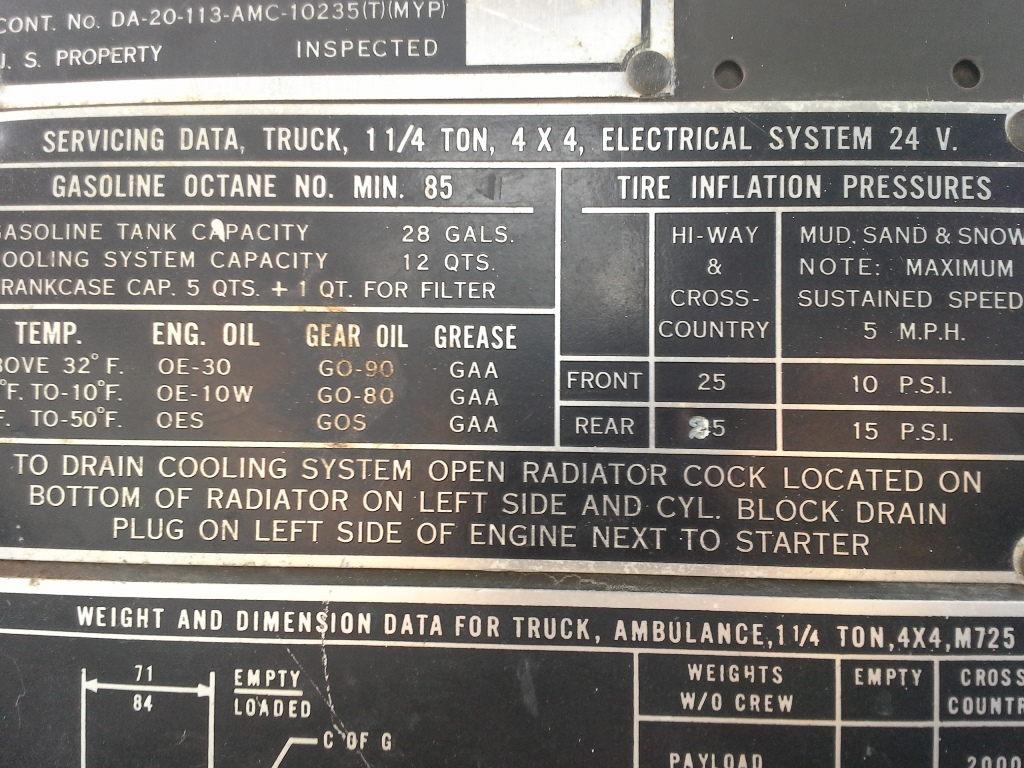 CONT. No. DA-20-113-AMC-10235(T)(MYP)
U. S. PROPERTY INSPECTED
SERVICING DATA, TRUCK, 1 1/4 TON, 4 X 4, ELECTRICAL SYSTEM 24 V.
GASOLINE OCTANE NO. MIN. 85
GASOLINE TANK CAPACITY 28 GALS.
COOLING SYSTEM CAPACITY 12 QTS.
CRANKCASE CAP. 5 QTS. + 1 QT. FOR FILTER
TEMP. ENG. OIL GEAR OIL GREASE
ABOVE 32°F. OE-30 GO-90 GAA
°F. TO-10°F. OE-10W GO-80 GAA
F. TO-50°F. OES GOS GAA
TIRE INFLATION PRESSURES
HI-WAY
&
CROSS-
COUNTRY
MUD, SAND & SNOW
NOTE: MAXIMUM
SUSTAINED SPEED
5 M.P.H.
FRONT 25 10 P.S.I.
REAR 25 15 P.S.I.
TO DRAIN COOLING SYSTEM OPEN RADIATOR COCK LOCATED ON
BOTTOM OF RADIATOR ON LEFT SIDE AND CYL. BLOCK DRAIN
PLUG ON LEFT SIDE OF ENGINE NEXT TO STARTER
WEIGHT AND DIMENSION DATA FOR TRUCK, AMBULANCE, 1 1/4 TON, 4X4, M725
71
84
EMPTY
LOADED
C OF G
WEIGHTS
W/O CREW
EMPTY
CROSS
COUNTR
PAYLOAD 2000